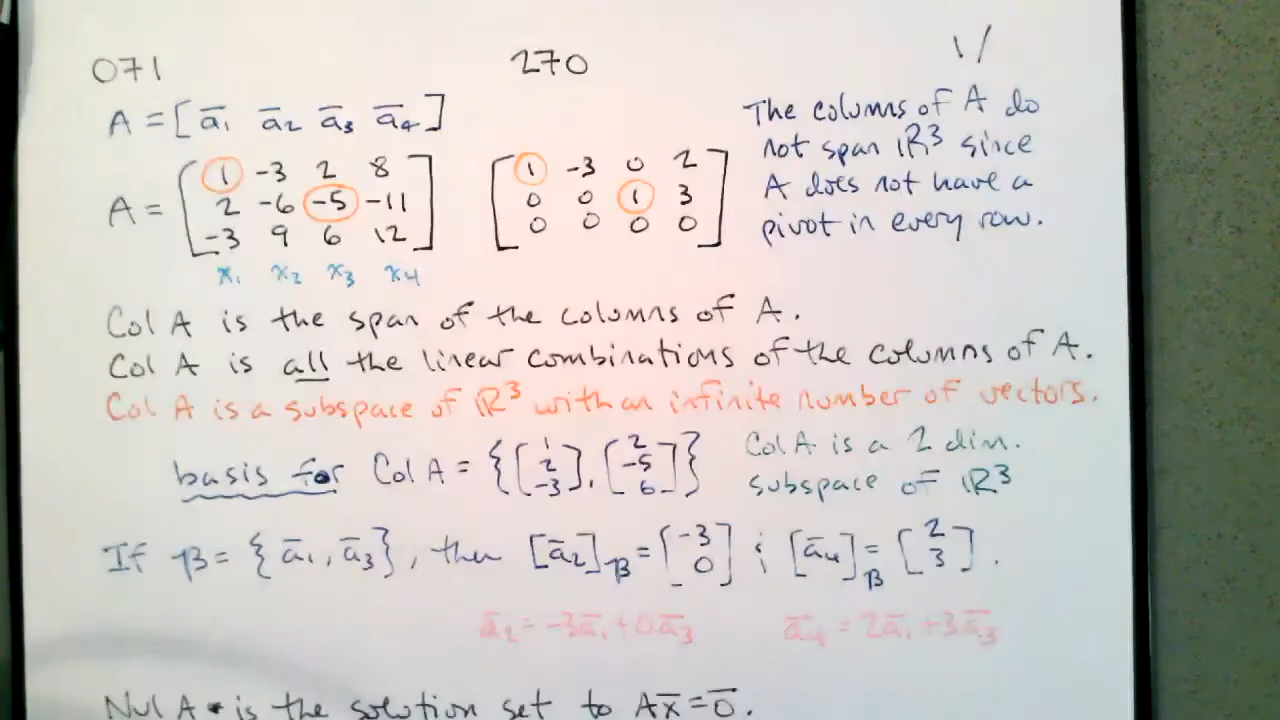 071 270 1/
A = [ā₁ ā₂ ā₃ ā₄]
A = [1 -3 2 8
2 -6 -5 -11
-3 9 6 12]
x₁ x₂ x₃ x₄
[1 -3 0 2
0 0 1 3
0 0 0 0]
The columns of A do
not span ℝ³ since
A does not have a
pivot in every row.
Col A is the span of the columns of A.
Col A is all the linear combinations of the columns of A.
Col A is a subspace of ℝ³ with an infinite number of vectors.
basis for Col A = {[1 2 -3], [2 -5 6]}
Col A is a 2 dim.
subspace of ℝ³
If β = {ā₁, ā₃}, then [ā₂]β = [-3 0] & [ā₄]β = [2 3].
ā₂ = -3ā₁ + 0ā₃ ā₄ = 2ā₁ + 3ā₃
Nul A is the solution set to Ax̄ = 0̄.